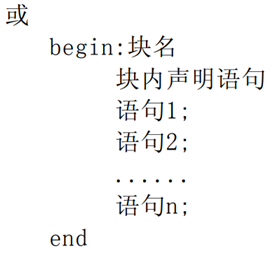 或
begin:块名
块内声明语句
语句1;
语句2;
......
语句n;
end